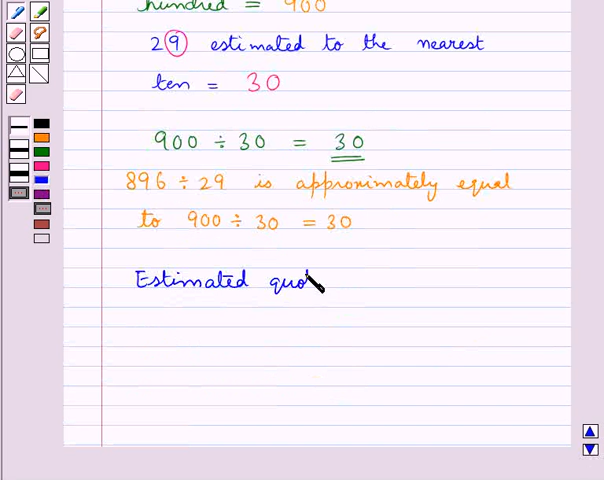 hundred = 900
29 estimated to the nearest
ten = 30
900 ÷ 30 = 30
896 ÷ 29 is approximately equal
to 900 ÷ 30 = 30
Estimated quo